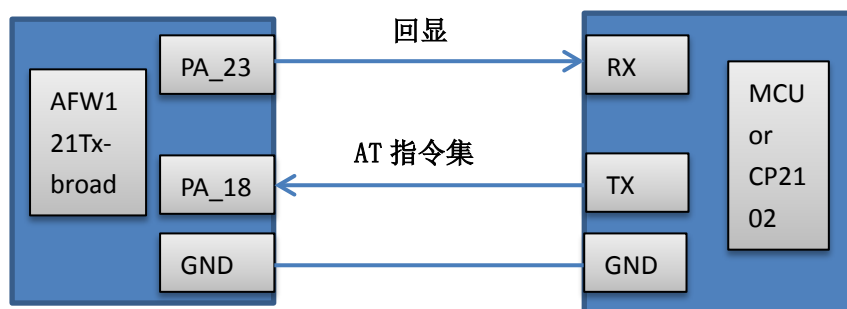 回显
PA_23
RX
AFW1
21Tx-
broad
MCU
or
CP21
02
AT 指令集
PA_18
TX
GND
GND